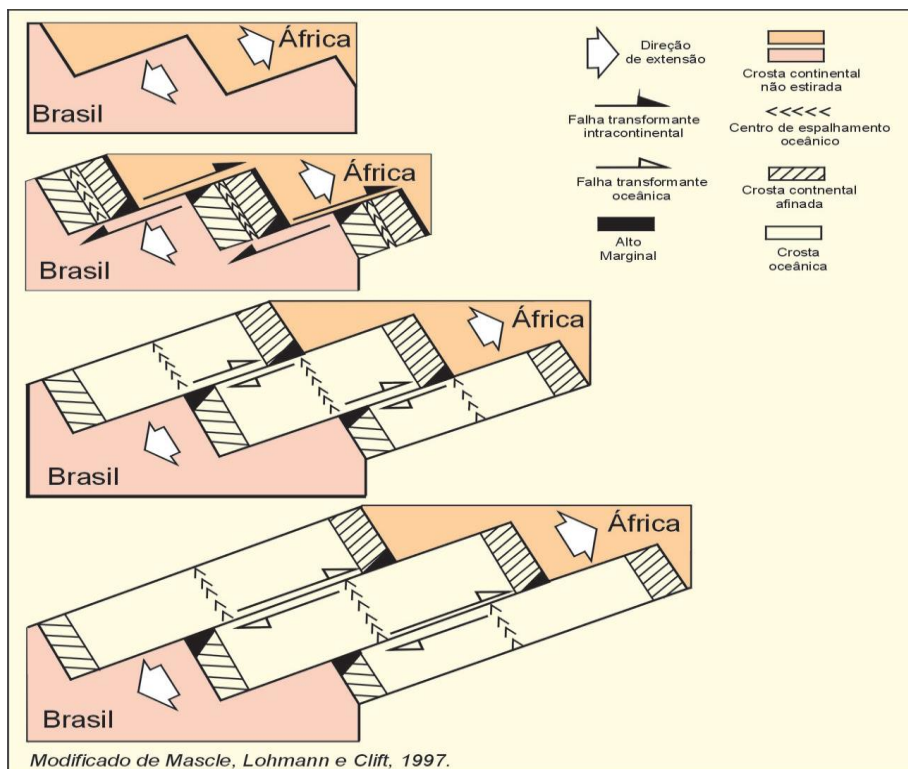 África
Brasil
África
Brasil
África
Brasil
África
Brasil
Direção
de extensão
Falha transformante
intracontinental
Falha transformante
oceânica
Alto
Marginal
Crosta continental
não estirada
Centro de espalhamento
oceânico
Crosta contnental
afinada
Crosta
oceânica
Modificado de Mascle, Lohmann e Clift, 1997.